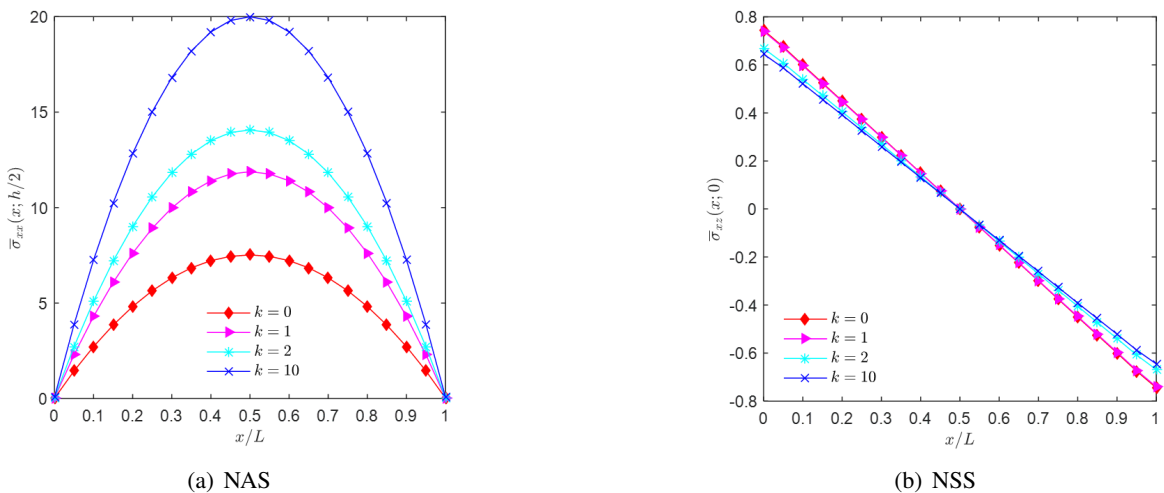 20
15
10
5
0
σ̅xx(x; h/2)
k = 0
k = 1
k = 2
k = 10
0 0.1 0.2 0.3 0.4 0.5 0.6 0.7 0.8 0.9 1
x/L
(a) NAS
0.8
0.6
0.4
0.2
0
-0.2
-0.4
-0.6
-0.8
σ̅xz(x; 0)
k = 0
k = 1
k = 2
k = 10
0 0.1 0.2 0.3 0.4 0.5 0.6 0.7 0.8 0.9 1
x/L
(b) NSS